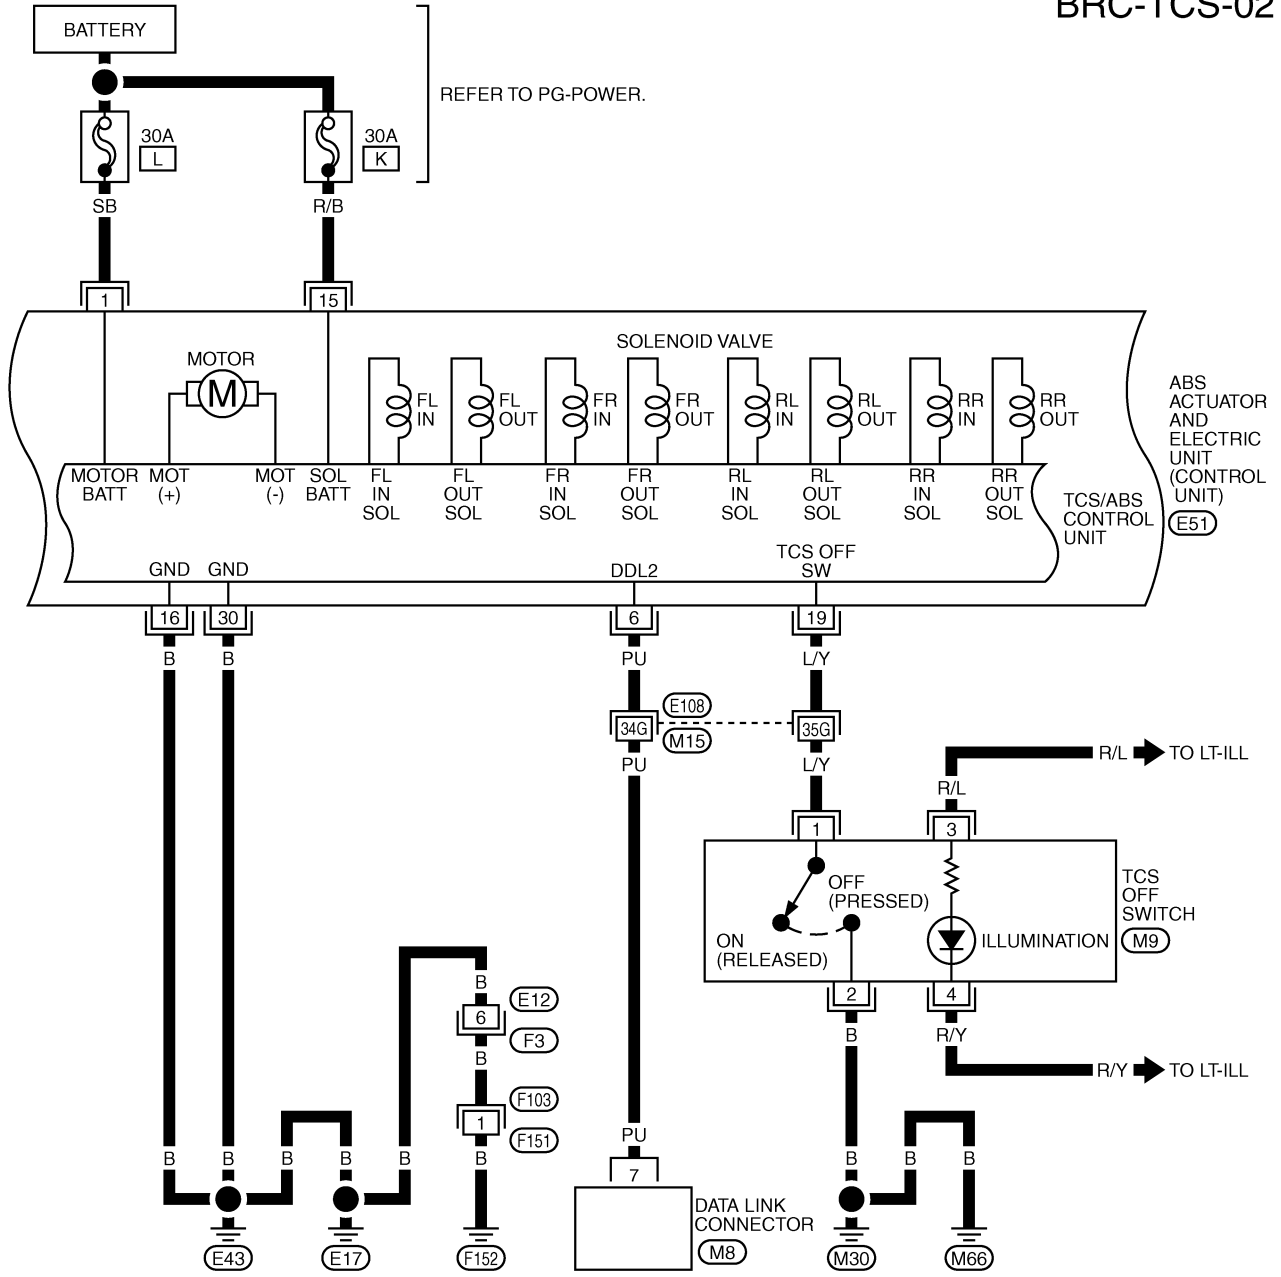 BRC-TCS-02
BATTERY
REFER TO PG-POWER.
30A
L
30A
K
SB
R/B
1
15
SOLENOID VALVE
MOTOR
M
FL
IN
FL
OUT
FR
IN
FR
OUT
RL
IN
RL
OUT
RR
IN
RR
OUT
ABS
ACTUATOR
AND
ELECTRIC
UNIT
(CONTROL
UNIT)
E51
MOTOR
BATT
MOT
(+)
MOT
(-)
SOL
BATT
FL
IN
SOL
FL
OUT
SOL
FR
IN
SOL
FR
OUT
SOL
RL
IN
SOL
RL
OUT
SOL
RR
IN
SOL
RR
OUT
SOL
TCS/ABS
CONTROL
UNIT
GND
GND
DDL2
TCS OFF
SW
16
30
6
19
B
B
PU
L/Y
34G
E108
M15
35G
PU
L/Y
R/L
TO LT-ILL
R/L
1
3
OFF
(PRESSED)
ON
(RELEASED)
ILLUMINATION
TCS
OFF
SWITCH
M9
2
4
B
R/Y
R/Y
TO LT-ILL
B
6
E12
F3
B
1
F103
F151
B
B
B
B
B
B
PU
7
DATA LINK
CONNECTOR
M8
B
B
B
E43
E17
F152
M30
M66